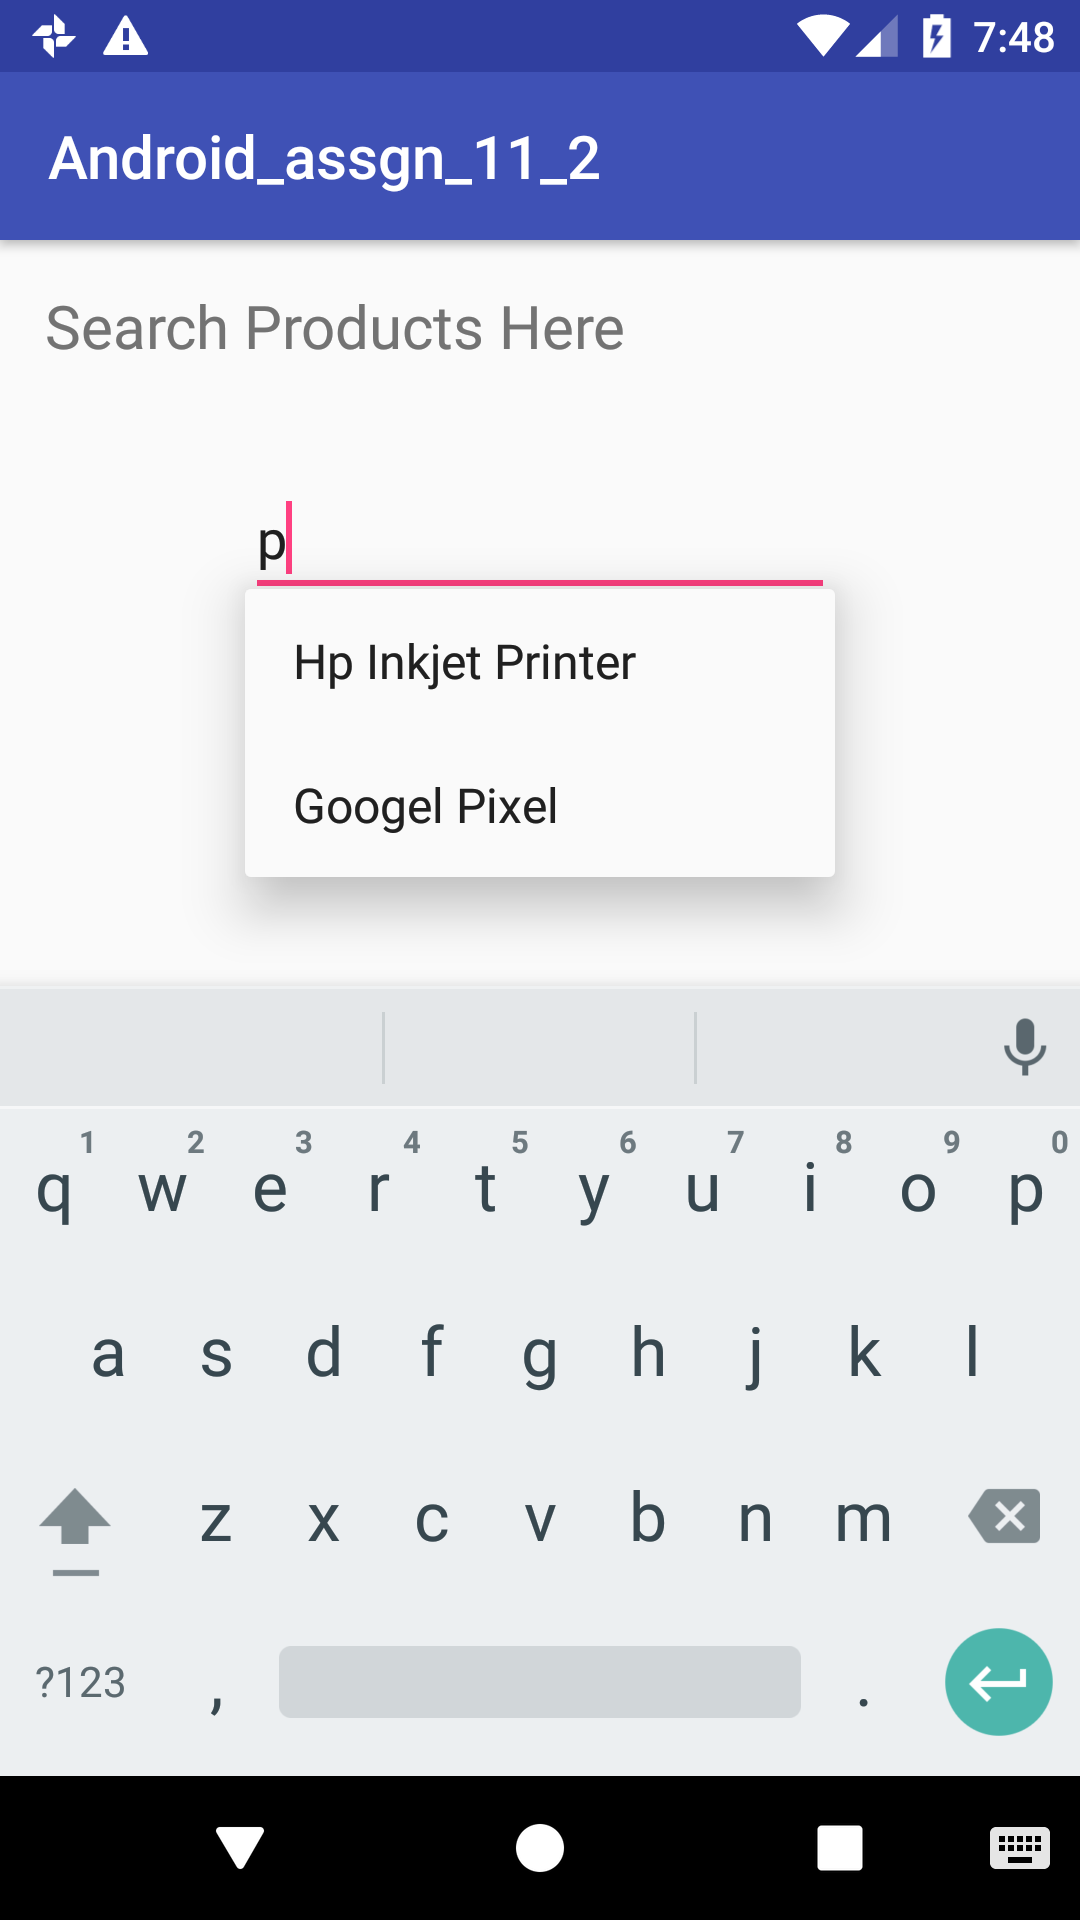 7:48
Android_assgn_11_2
Search Products Here
p
Hp Inkjet Printer
Googel Pixel
1 2 3 4 5 6 7 8 9 0
q w e r t y u i o p
a s d f g h j k l
z x c v b n m
?123 , .